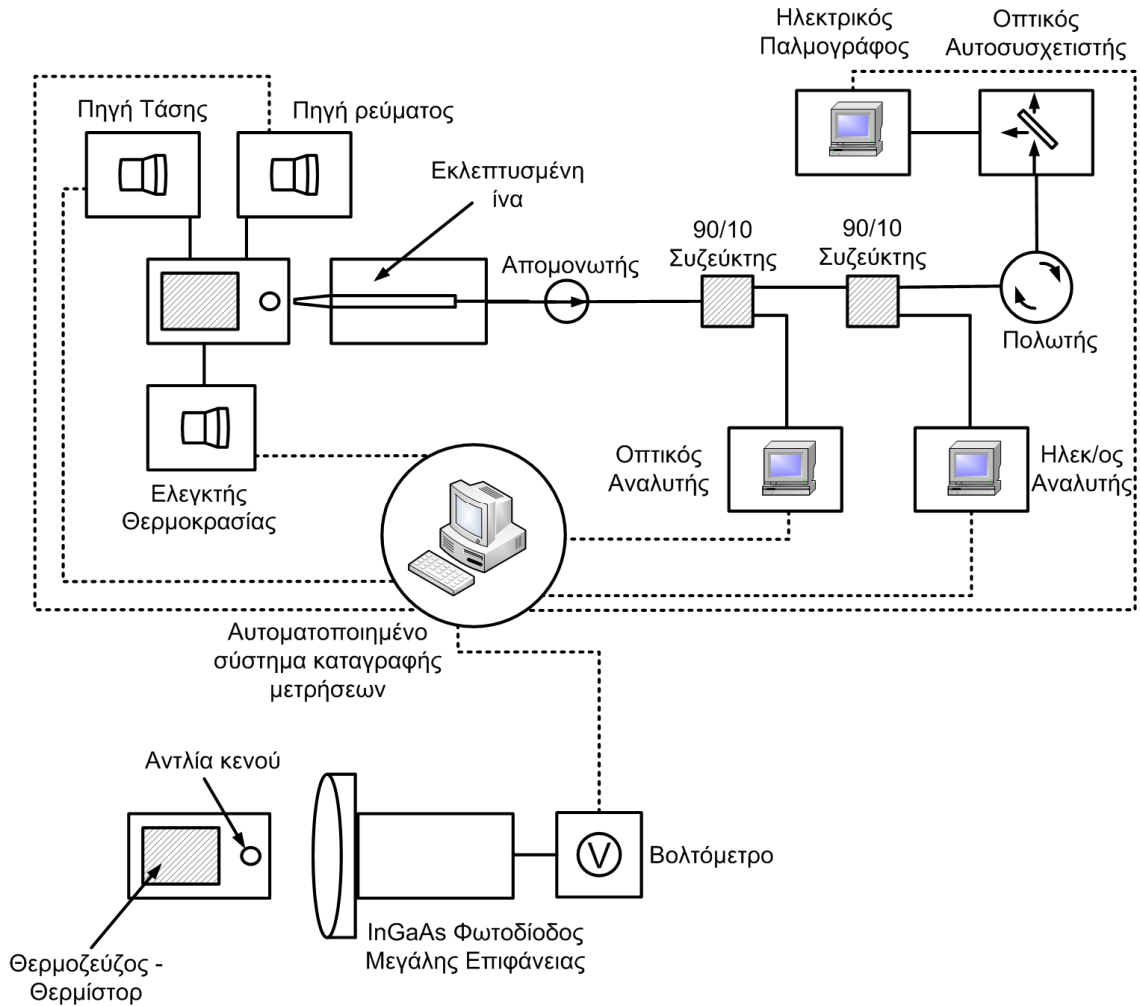 Ηλεκτρικός
Παλμογράφος
Οπτικός
Αυτοσυσχετιστής
Πηγή Τάσης
Πηγή ρεύματος
Εκλεπτυσμένη
ίνα
Απομονωτής
90/10
Συζεύκτης
90/10
Συζεύκτης
Πολωτής
Οπτικός
Αναλυτής
Ηλεκ/ος
Αναλυτής
Ελεγκτής
Θερμοκρασίας
Αυτοματοποιημένο
σύστημα καταγραφής
μετρήσεων
Αντλία κενού
V
Βολτόμετρο
InGaAs Φωτοδίοδος
Μεγάλης Επιφάνειας
Θερμοζεύζος -
Θερμίστορ